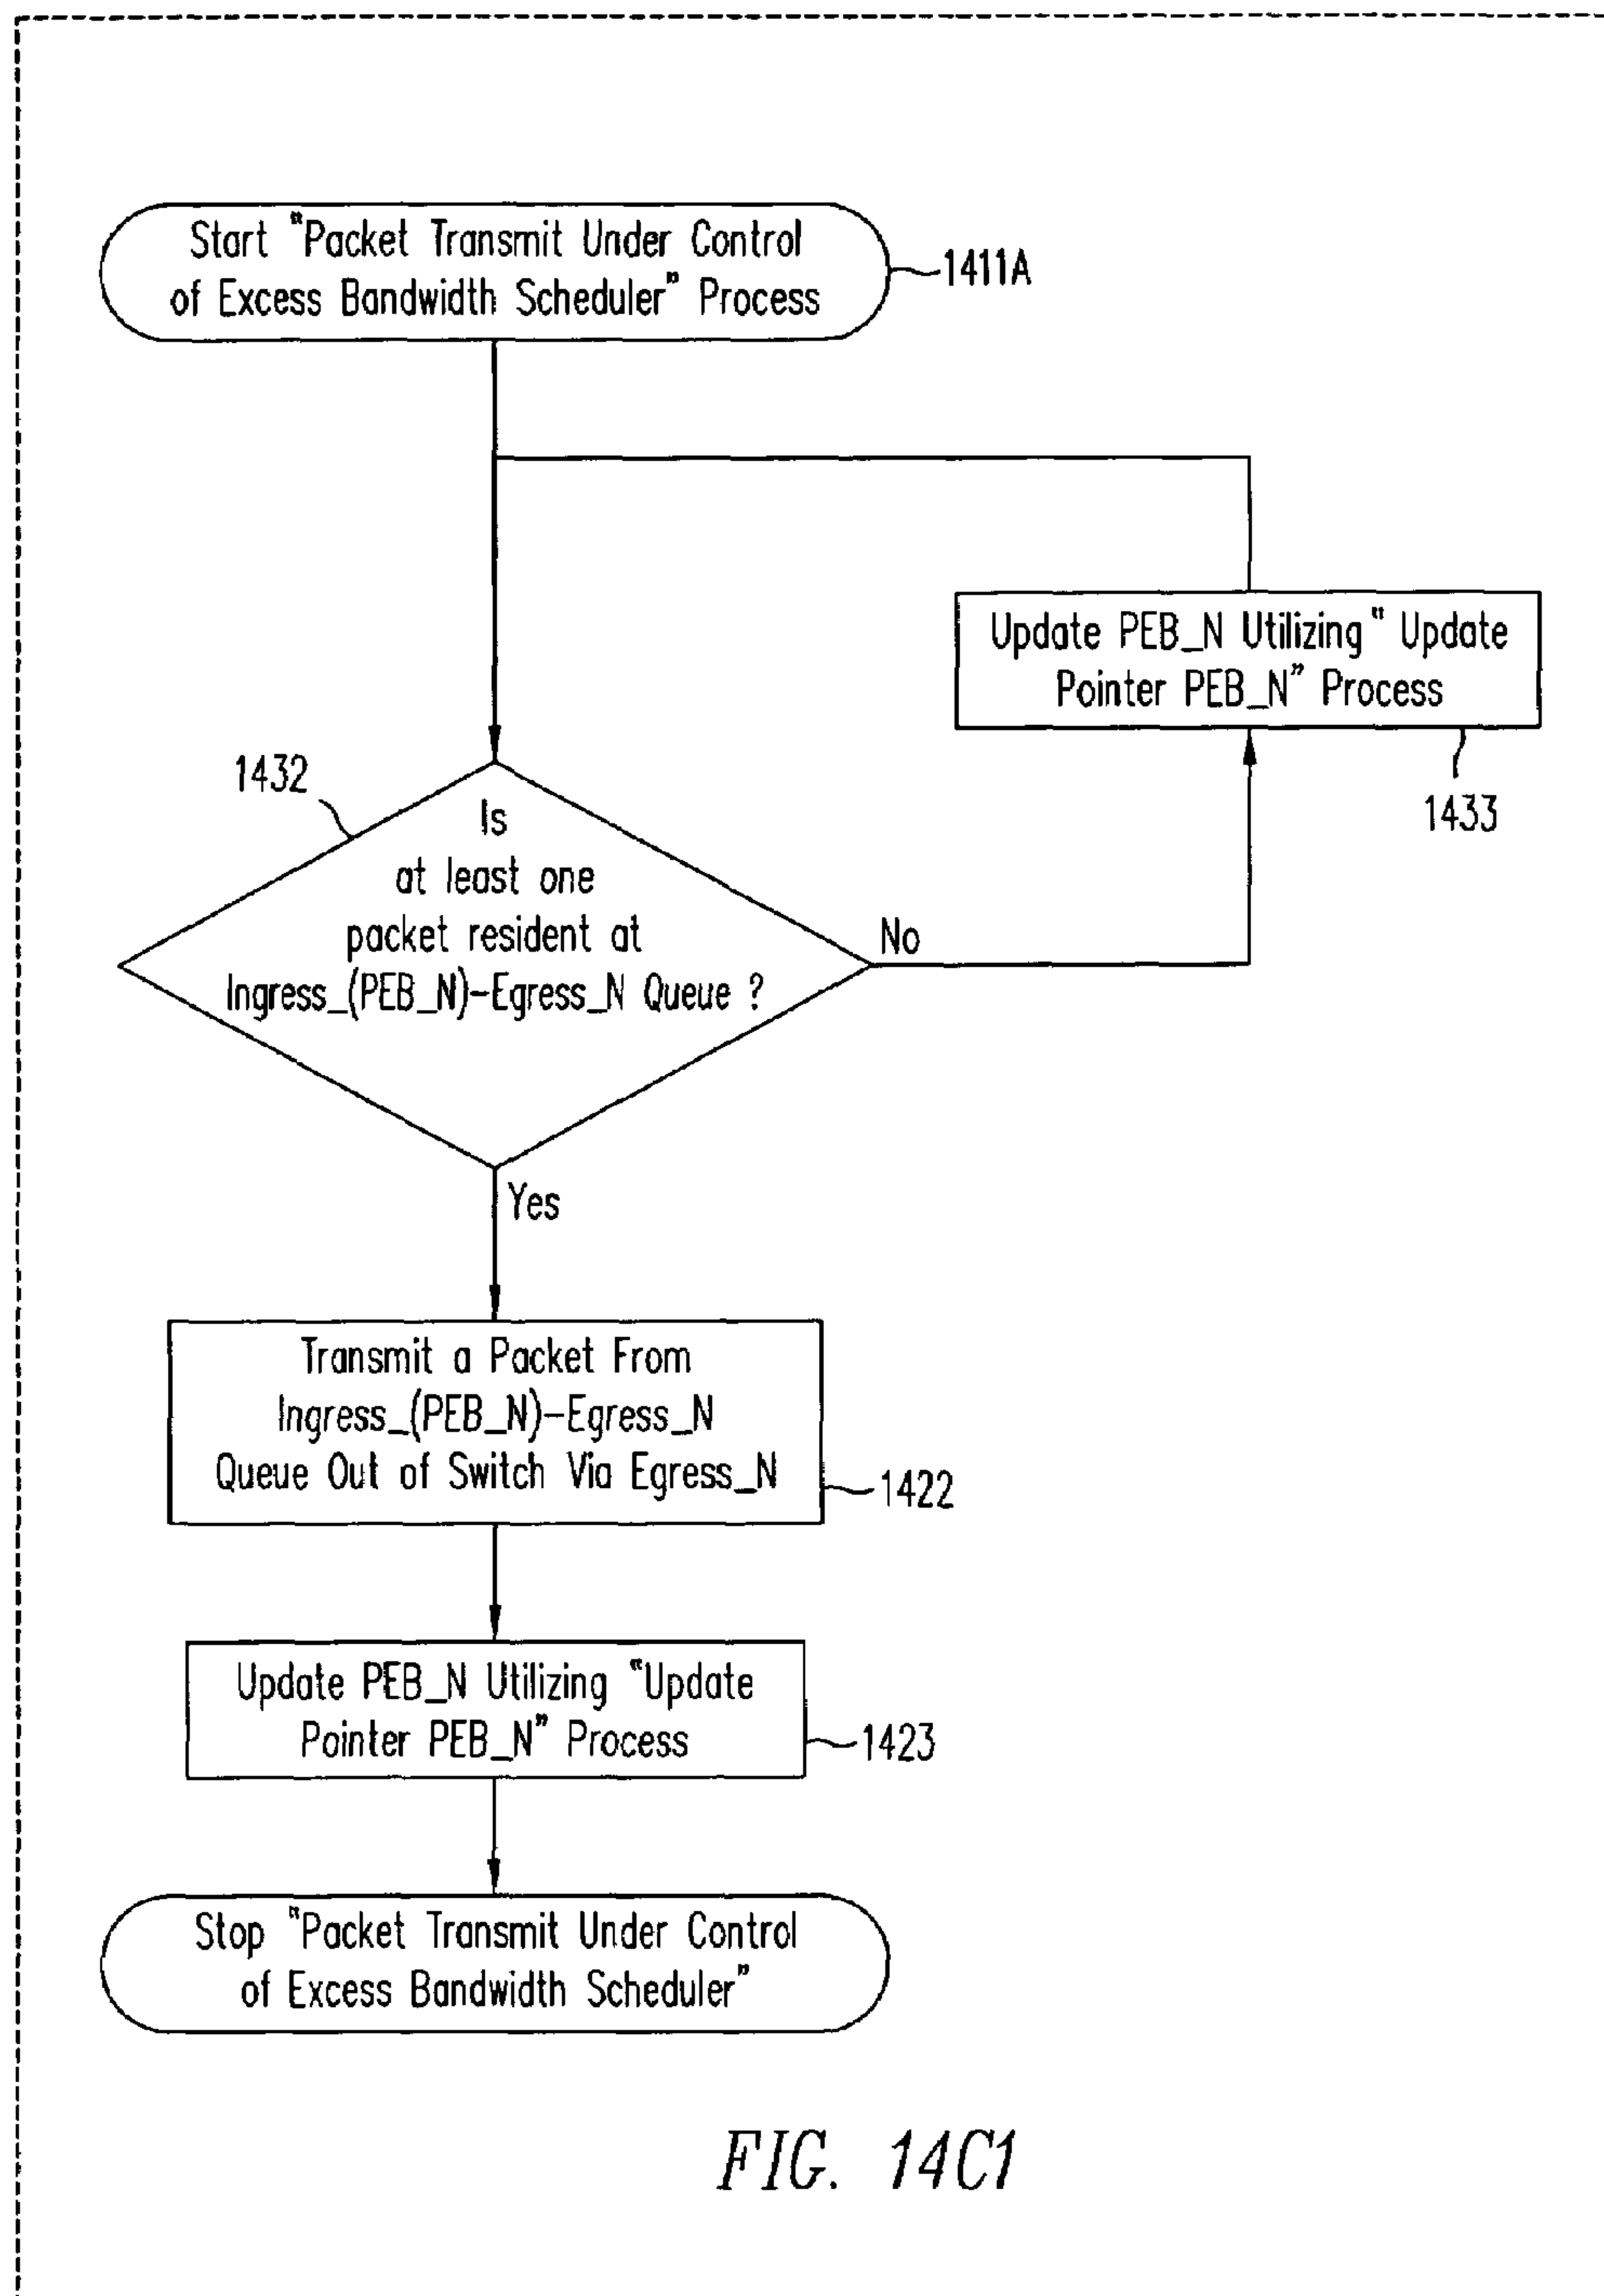 Start "Packet Transmit Under Control
of Excess Bandwidth Scheduler" Process
1411A
Update PEB_N Utilizing" Update
Pointer PEB_N" Process
1433
1432
Is
at least one
packet resident at
Ingress_(PEB_N)-Egress_N Queue ?
No
Yes
Transmit a Packet From
Ingress_(PEB_N)-Egress_N
Queue Out of Switch Via Egress_N
1422
Update PEB_N Utilizing "Update
Pointer PEB_N" Process
1423
Stop "Packet Transmit Under Control
of Excess Bandwidth Scheduler"
FIG. 14C1